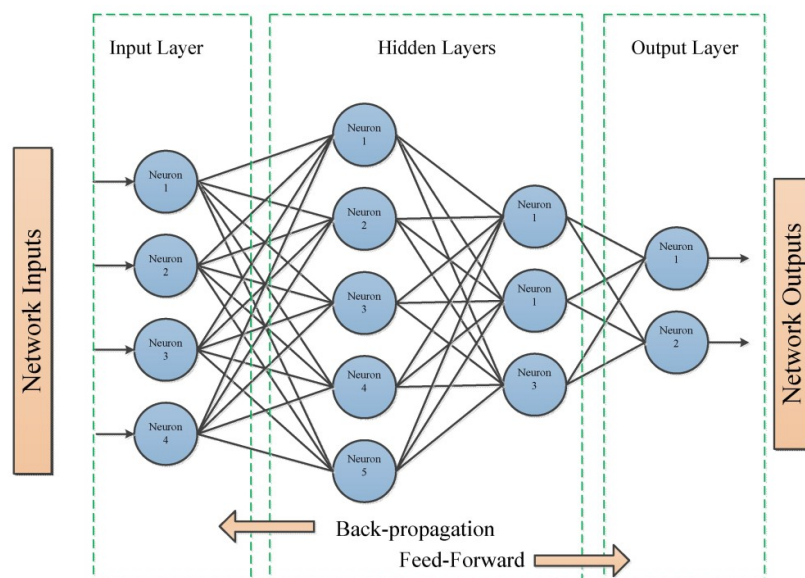 Input Layer
Hidden Layers
Output Layer
Network Inputs
Neuron
1
Neuron
2
Neuron
3
Neuron
4
Neuron
1
Neuron
2
Neuron
3
Neuron
4
Neuron
5
Neuron
1
Neuron
1
Neuron
3
Neuron
1
Neuron
2
Network Outputs
Back-propagation
Feed-Forward